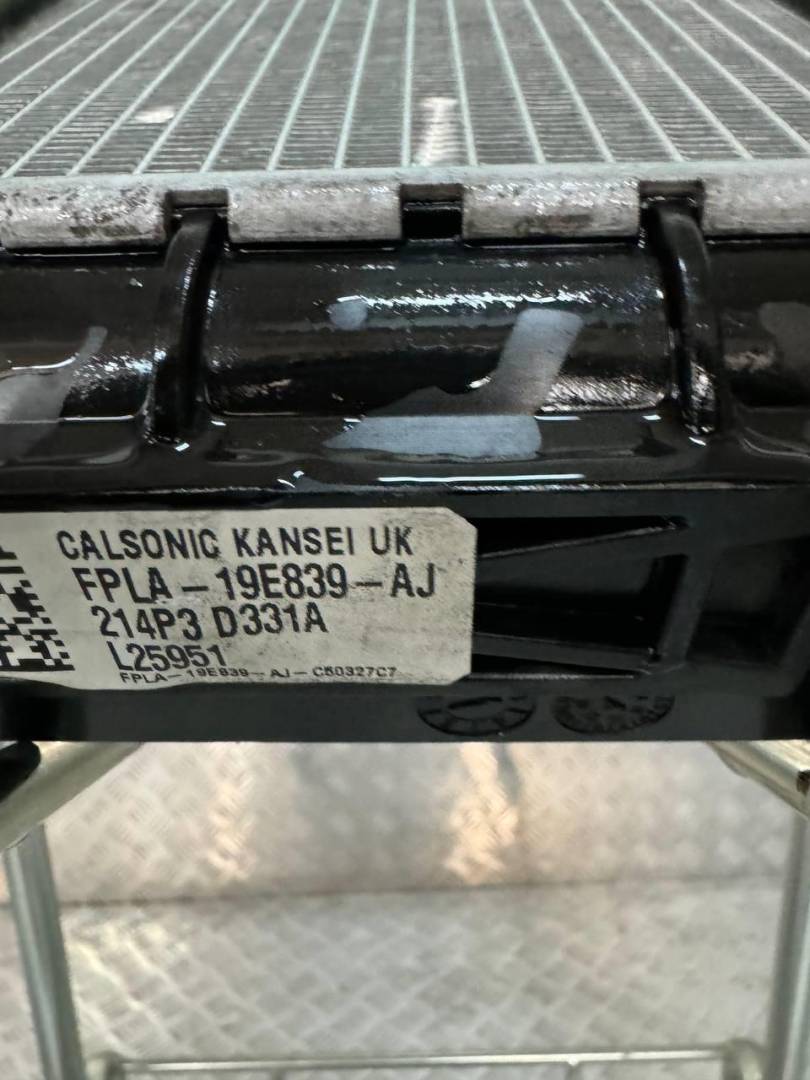 CALSONIC KANSEI UK
FPLA-19E839-AJ
214P3 D331A
L25951
FPLA-19E839-AJ-C50327C7